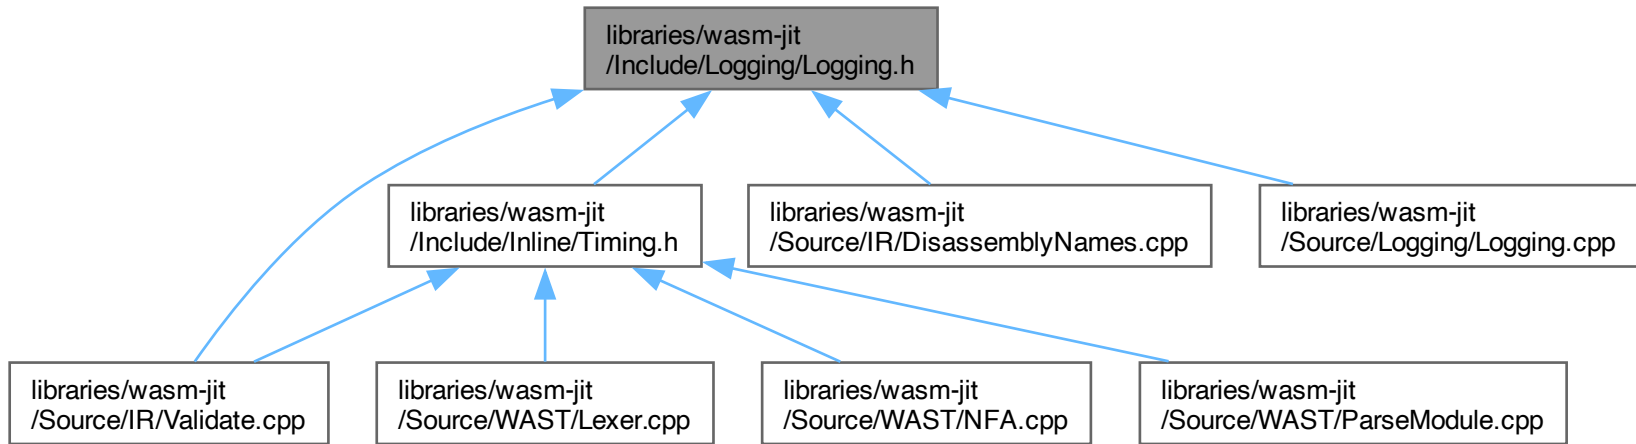 libraries/wasm-jit
/Include/Logging/Logging.h
libraries/wasm-jit
/Include/Inline/Timing.h
libraries/wasm-jit
/Source/IR/DisassemblyNames.cpp
libraries/wasm-jit
/Source/Logging/Logging.cpp
libraries/wasm-jit
/Source/IR/Validate.cpp
libraries/wasm-jit
/Source/WAST/Lexer.cpp
libraries/wasm-jit
/Source/WAST/NFA.cpp
libraries/wasm-jit
/Source/WAST/ParseModule.cpp